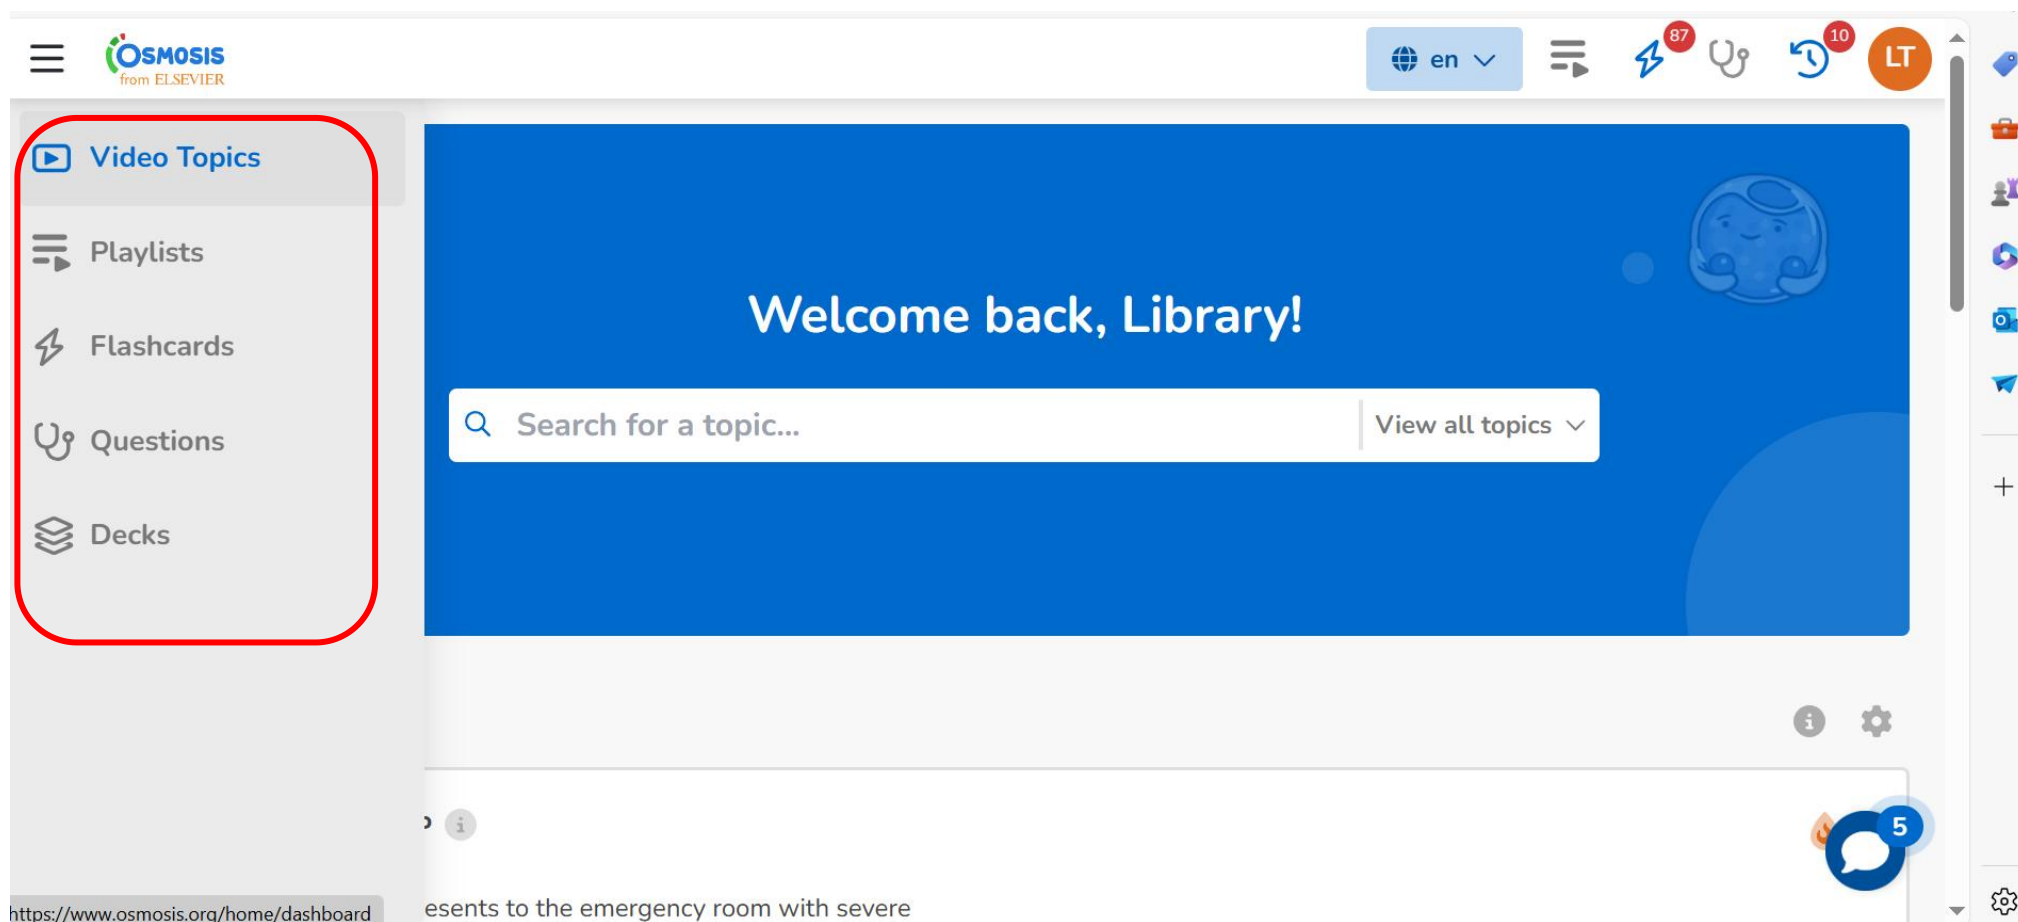 OSMOSIS
from ELSEVIER
en
87
10
LT
Video Topics
Playlists
Flashcards
Questions
Decks
Welcome back, Library!
Search for a topic...
View all topics
5
esents to the emergency room with severe
https://www.osmosis.org/home/dashboard